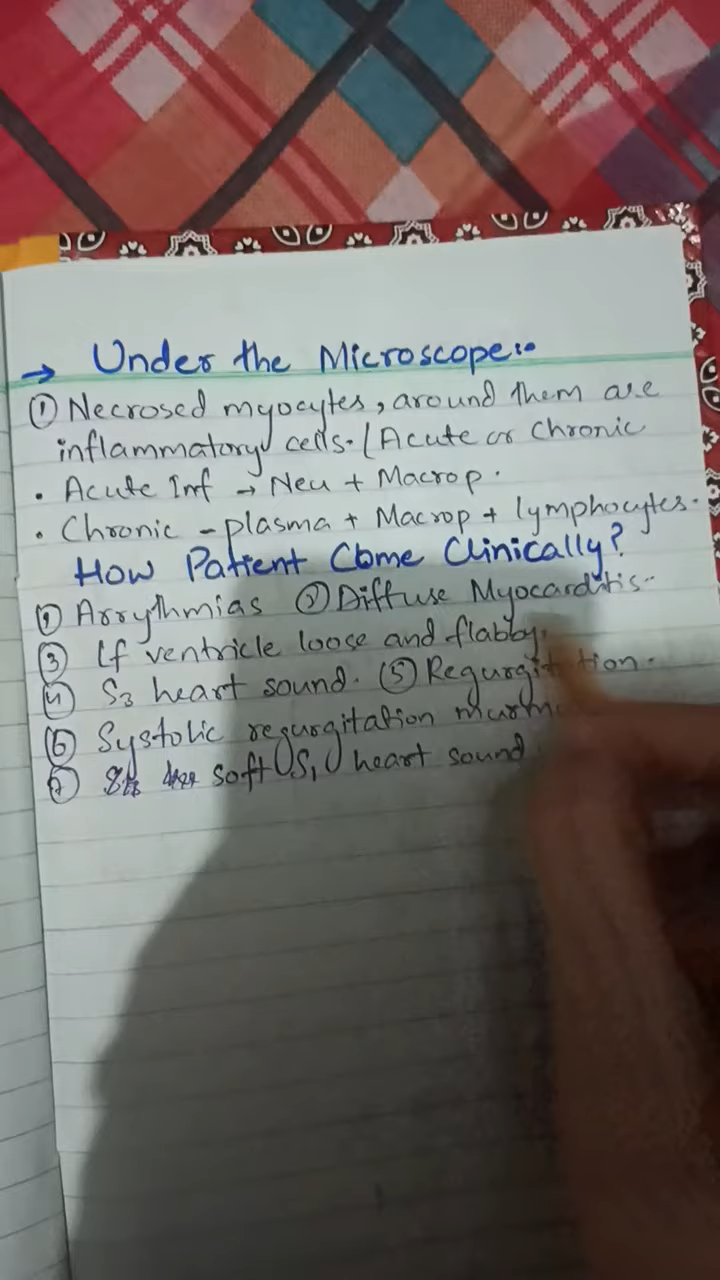 → Under the Microscope:-
① Necrosed myocytes, around them are
inflammatory cells. (Acute or Chronic
. Acute Inf → Neu + Macrop.
. Chronic - plasma + Macrop + lymphocytes.
How Patient Come Clinically?
① Arrythmias ② Diffuse Myocarditis..
③ If ventricle loose and flabby.
④ S3 heart sound. ⑤ Regurgitation.
⑥ Systolic regurgitation
⑦ soft S1 heart sound